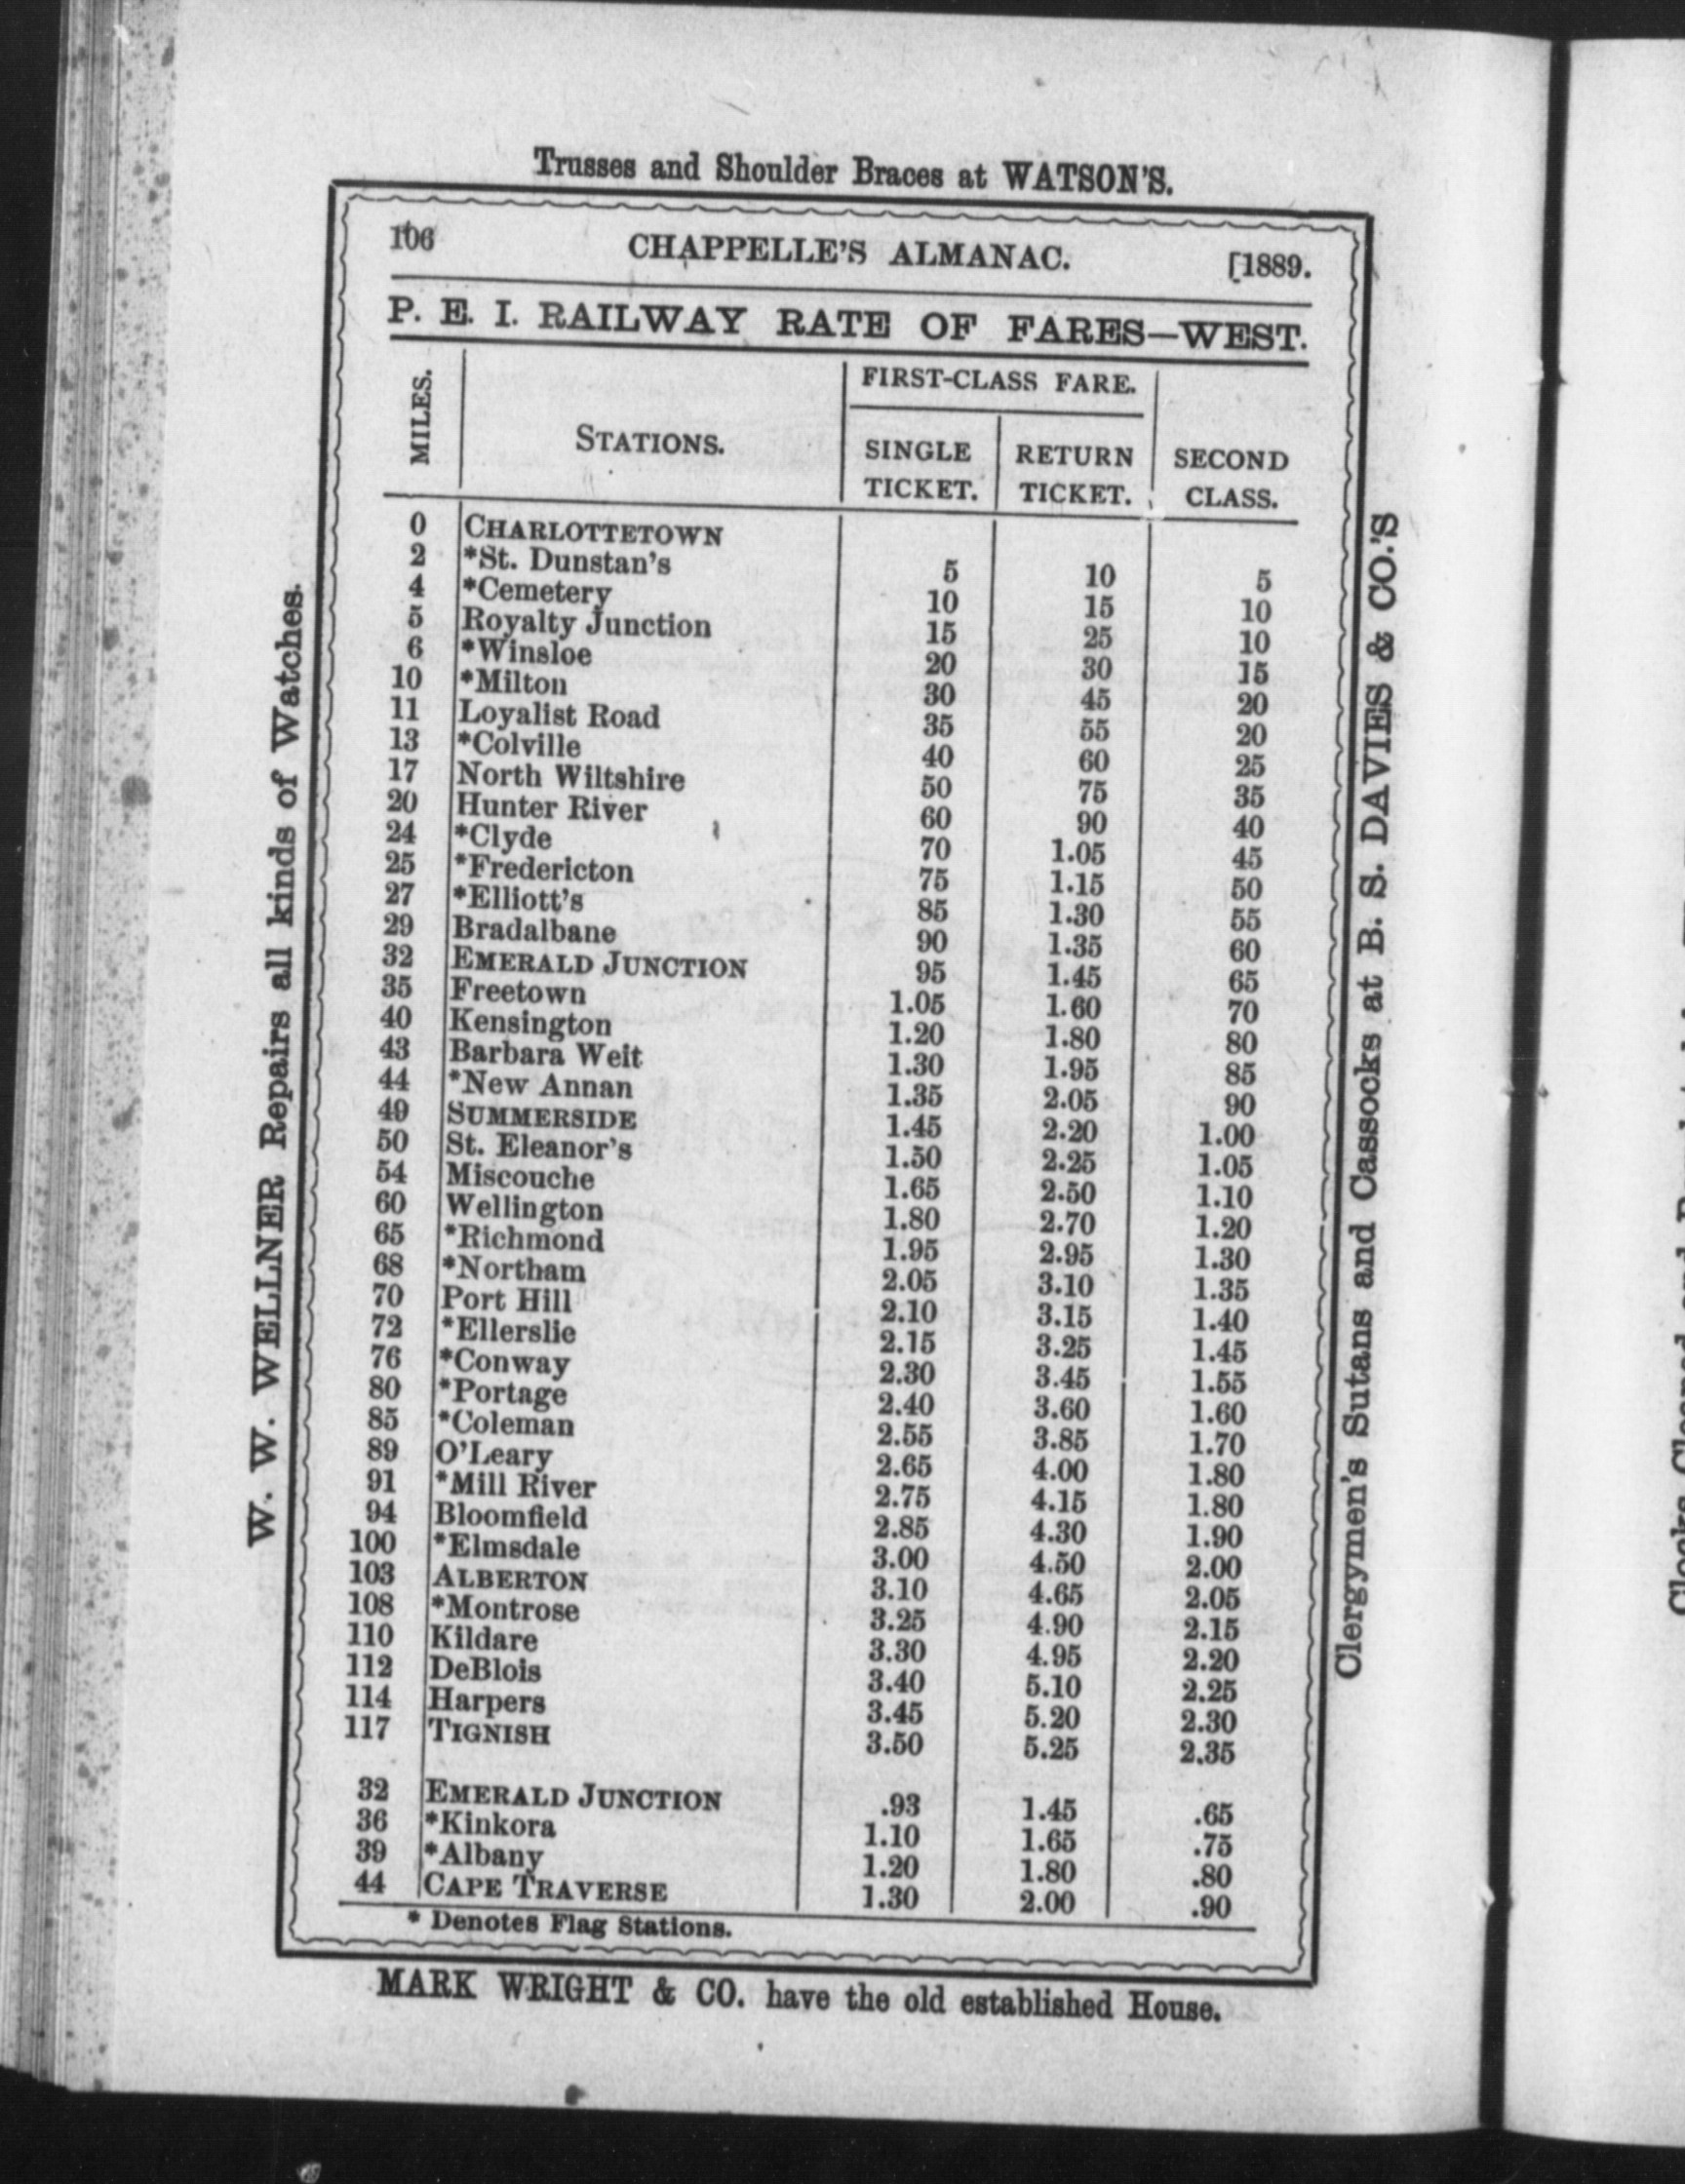 Trusses and Shoulder Braces at WATSON'S.
106 CHAPPELLE'S ALMANAC. [1889.
P. E. I. RAILWAY RATE OF FARES—WEST.
MILES. STATIONS. FIRST-CLASS FARE. SINGLE TICKET. RETURN TICKET. SECOND CLASS.
0 CHARLOTTETOWN
2 *St. Dunstan's 5 10 5
4 *Cemetery 10 15 10
5 Royalty Junction 15 25 10
6 *Winsloe 20 30 15
10 *Milton 30 45 20
11 Loyalist Road 35 55 20
13 *Colville 40 60 25
17 North Wiltshire 50 75 35
20 Hunter River 60 90 40
24 *Clyde 70 1.05 45
25 *Fredericton 75 1.15 50
27 *Elliott's 85 1.30 55
29 Bradalbane 90 1.35 60
32 EMERALD JUNCTION 95 1.45 65
35 Freetown 1.05 1.60 70
40 Kensington 1.20 1.80 80
43 Barbara Weit 1.30 1.95 85
44 *New Annan 1.35 2.05 90
49 SUMMERSIDE 1.45 2.20 1.00
50 St. Eleanor's 1.50 2.25 1.05
54 Miscouche 1.65 2.50 1.10
60 Wellington 1.80 2.70 1.20
65 *Richmond 1.95 2.95 1.30
68 *Northam 2.05 3.10 1.35
70 Port Hill 2.10 3.15 1.40
72 *Ellerslie 2.15 3.25 1.45
76 *Conway 2.30 3.45 1.55
80 *Portage 2.40 3.60 1.60
85 *Coleman 2.55 3.85 1.70
89 O'Leary 2.65 4.00 1.80
91 *Mill River 2.75 4.15 1.80
94 Bloomfield 2.85 4.30 1.90
100 *Elmsdale 3.00 4.50 2.00
103 ALBERTON 3.10 4.65 2.05
108 *Montrose 3.25 4.90 2.15
110 Kildare 3.30 4.95 2.20
112 DeBlois 3.40 5.10 2.25
114 Harpers 3.45 5.20 2.30
117 TIGNISH 3.50 5.25 2.35
32 EMERALD JUNCTION .93 1.45 .65
36 *Kinkora 1.10 1.65 .75
39 *Albany 1.20 1.80 .80
44 CAPE TRAVERSE 1.30 2.00 .90
* Denotes Flag Stations.
MARK WRIGHT & CO. have the old established House.
W. W. WELLNER Repairs all kinds of Watches.
Clergymen's Sutans and Cassocks at B. S. DAVIES & CO.'S